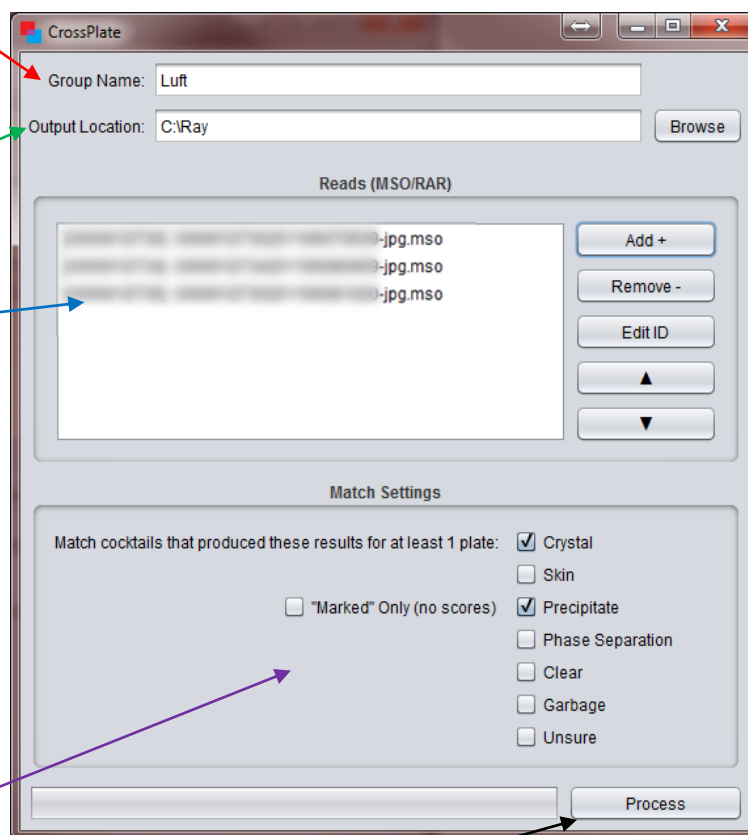 CrossPlate
Group Name: Luft
Output Location: C:\Ray Browse
Reads (MSO/RAR)
-jpg.mso Add +
-jpg.mso Remove -
-jpg.mso
Edit ID
▲
▼
Match Settings
Match cocktails that produced these results for at least 1 plate: Crystal
Skin
"Marked" Only (no scores) Precipitate
Phase Separation
Clear
Garbage
Unsure
Process